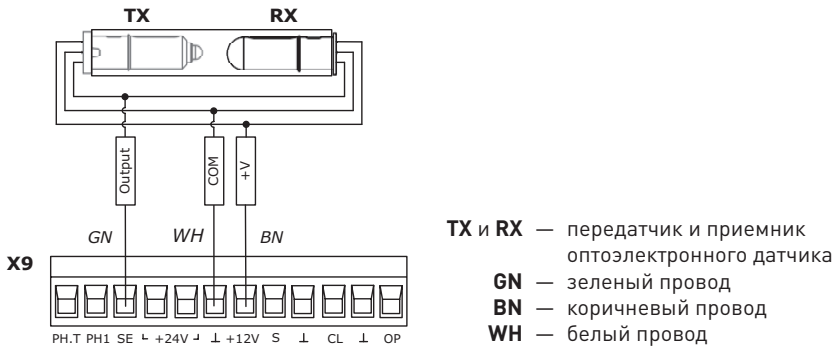 TX RX
Output
COM
+V
GN WH BN
X9
PH.T PH1 SE ⌞ +24V ⌟ ⊥ +12V S ⊥ CL ⊥ OP
TX и RX — передатчик и приемник
оптоэлектронного датчика
GN — зеленый провод
BN — коричневый провод
WH — белый провод